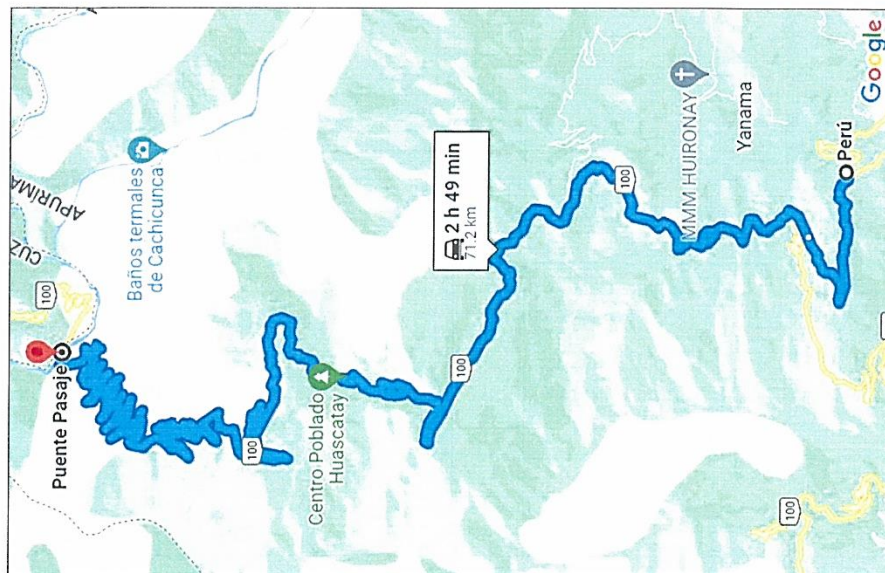 CUZ
APURÍMA
100
Puente Pasaje
Baños termales
de Cachicunca
100
Centro Poblado
Huascatay
2 h 49 min
71.2 km
100
100
MMM HUIRONAY
Yanama
Perú
100
100
Google